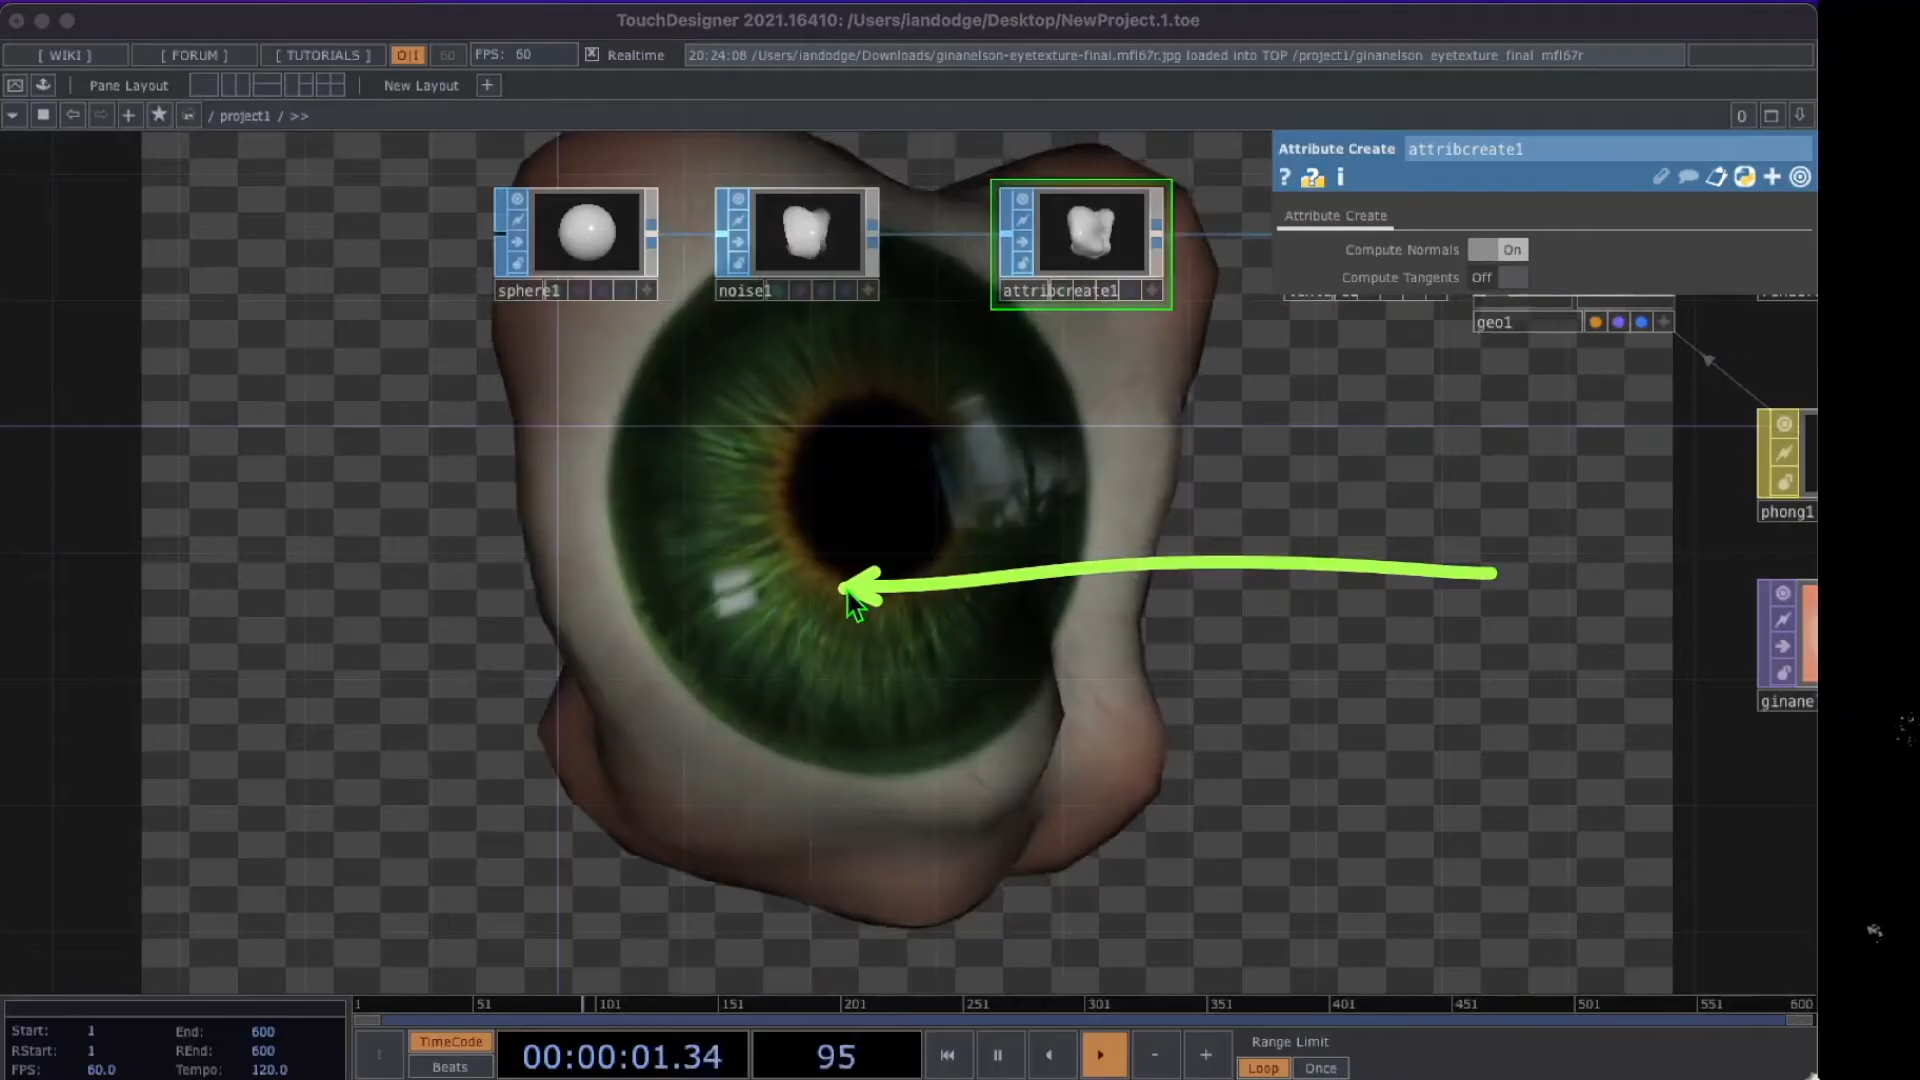 TouchDesigner 2021.16410: /Users/iandodge/Desktop/NewProject.1.toe
[ WIKI ] [ FORUM ] [ TUTORIALS ] O|I 60 FPS: 60 Realtime 20:24:08 /Users/iandodge/Downloads/ginanelson-eyetexture-final.mfl67r.jpg loaded into TOP /project1/ginanelson_eyetexture_final_mfl67r
Pane Layout New Layout +
/ project1 / >> 0
Attribute Create attribcreate1
? i
Attribute Create
Compute Normals On
Compute Tangents Off
sphere1 noise1 attribcreate1
geo1
phong1
ginane
1 51 101 151 201 251 301 351 401 451 501 551 600
Start: 1 End: 600
RStart: 1 REnd: 600
FPS: 60.0 Tempo: 120.0
TimeCode
Beats
00:00:01.34 95
- +
Range Limit
Loop Once